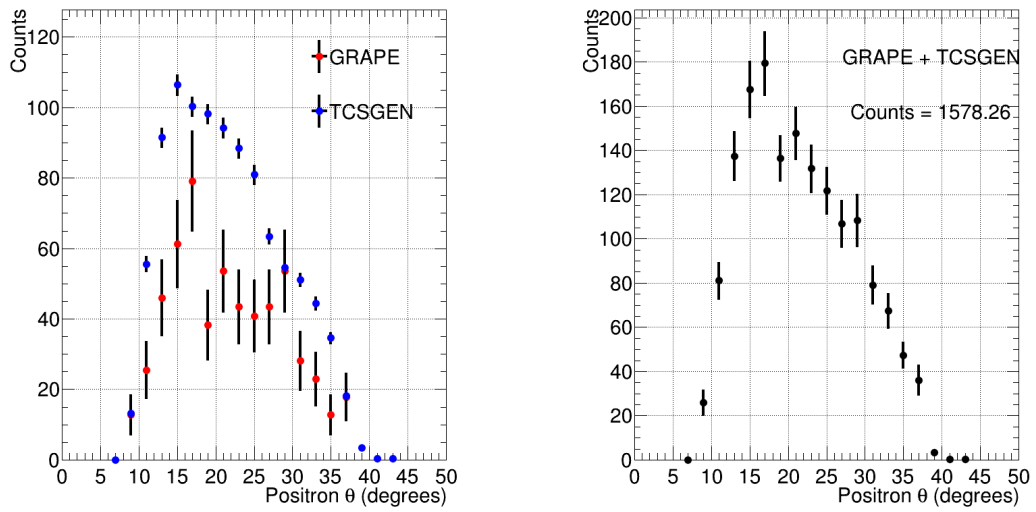 Counts
120
100
80
60
40
20
0
GRAPE
TCSGEN
0 5 10 15 20 25 30 35 40 45 50
Positron θ (degrees)
Counts
200
180
160
140
120
100
80
60
40
20
0
GRAPE + TCSGEN
Counts = 1578.26
0 5 10 15 20 25 30 35 40 45 50
Positron θ (degrees)